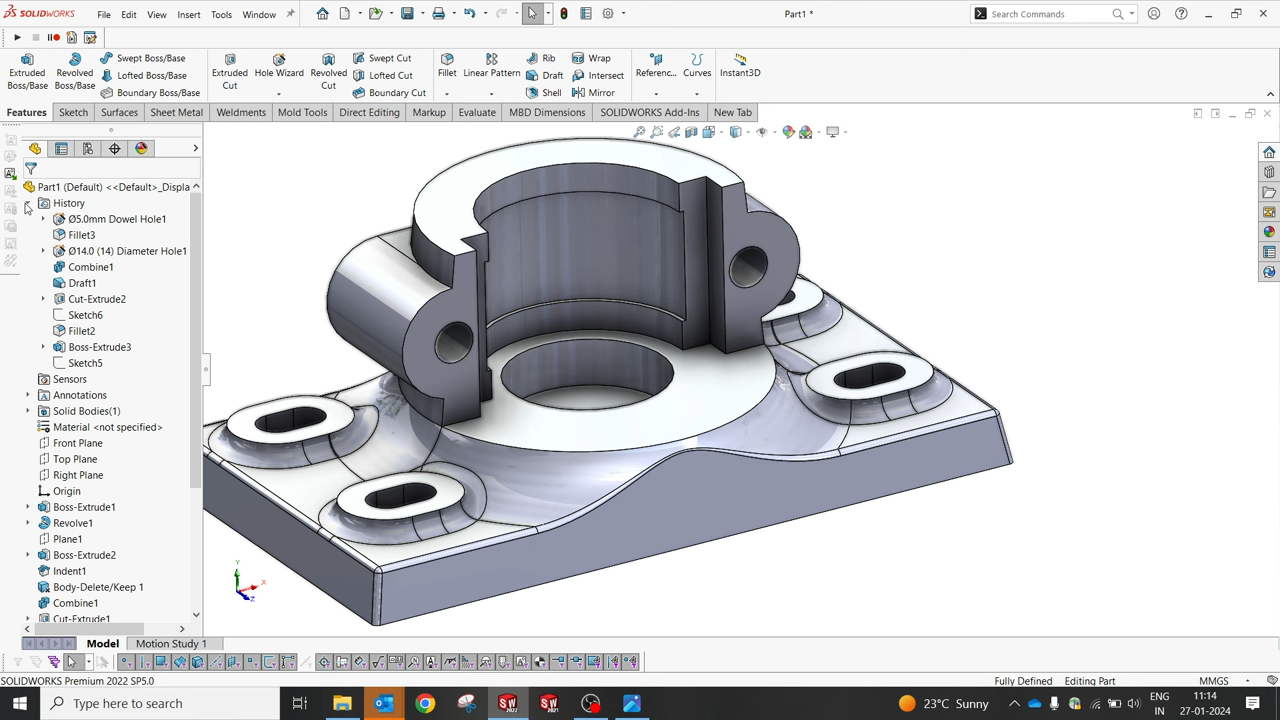 SOLIDWORKS File Edit View Insert Tools Window Part1 * Search Commands
Extruded Boss/Base
Revolved Boss/Base
Swept Boss/Base
Lofted Boss/Base
Boundary Boss/Base
Extruded Cut
Hole Wizard
Revolved Cut
Swept Cut
Lofted Cut
Boundary Cut
Fillet
Linear Pattern
Rib
Draft
Shell
Wrap
Intersect
Mirror
Referenc...
Curves
Instant3D
Features Sketch Surfaces Sheet Metal Weldments Mold Tools Direct Editing Markup Evaluate MBD Dimensions SOLIDWORKS Add-Ins New Tab
Part1 (Default) <<Default>_Displa
History
Ø5.0mm Dowel Hole1
Fillet3
Ø14.0 (14) Diameter Hole1
Combine1
Draft1
Cut-Extrude2
Sketch6
Fillet2
Boss-Extrude3
Sketch5
Sensors
Annotations
Solid Bodies(1)
Material <not specified>
Front Plane
Top Plane
Right Plane
Origin
Boss-Extrude1
Revolve1
Plane1
Boss-Extrude2
Indent1
Body-Delete/Keep 1
Combine1
Cut-Extrude1
Y
X
Z
Model Motion Study 1
SOLIDWORKS Premium 2022 SP5.0 Fully Defined Editing Part MMGS
Type here to search
SW 2022
SW 2021
23°C Sunny
ENG
IN
11:14
27-01-2024